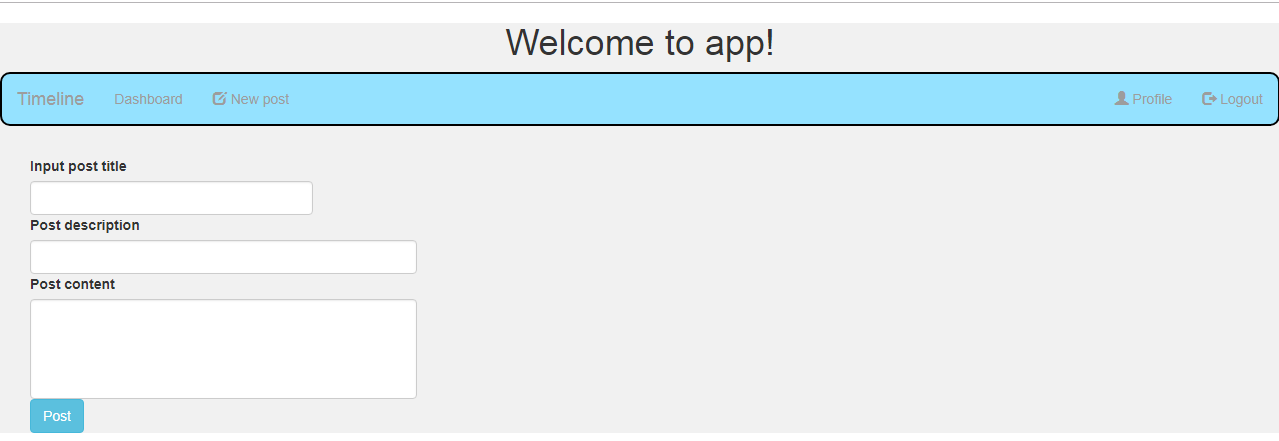 Welcome to app!
Timeline Dashboard New post Profile Logout
Input post title
Post description
Post content
Post